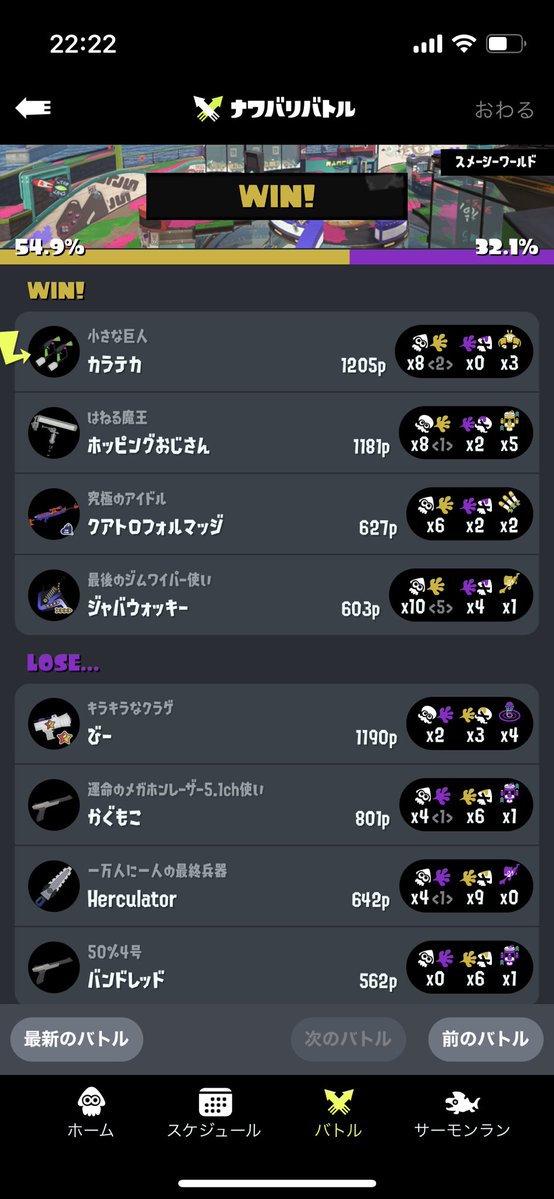 22:22
ナワバリバトル
おわる
スメーシーワールド
WIN!
54.9%
32.1%
WIN!
小さな巨人
カラテカ
1205p
x8 <2> x0 x3
はねる魔王
ホッピングおじさん
1181p
x8 <1> x2 x5
究極のアイドル
クアトロフォルマッジ
627p
x6 x2 x2
最後のジムワイパー使い
ジャバウォッキー
603p
x10 <5> x4 x1
LOSE...
キラキラなクラゲ
びー
1190p
x2 x3 x4
運命のメガホンレーザー5.1ch使い
かぐもこ
801p
x4 <1> x6 x1
一万人に一人の最終兵器
Herculator
642p
x4 <1> x9 x0
50%4号
バンドレッド
562p
x0 x6 x1
最新のバトル
次のバトル
前のバトル
ホーム
スケジュール
バトル
サーモンラン